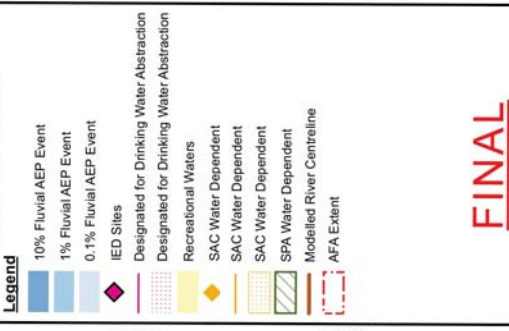 Legend
10% Fluvial AEP Event
1% Fluvial AEP Event
0.1% Fluvial AEP Event
IED Sites
Designated for Drinking Water Abstraction
Designated for Drinking Water Abstraction
Recreational Waters
SAC Water Dependent
SAC Water Dependent
SAC Water Dependent
SPA Water Dependent
Modelled River Centreline
AFA Extent
FINAL